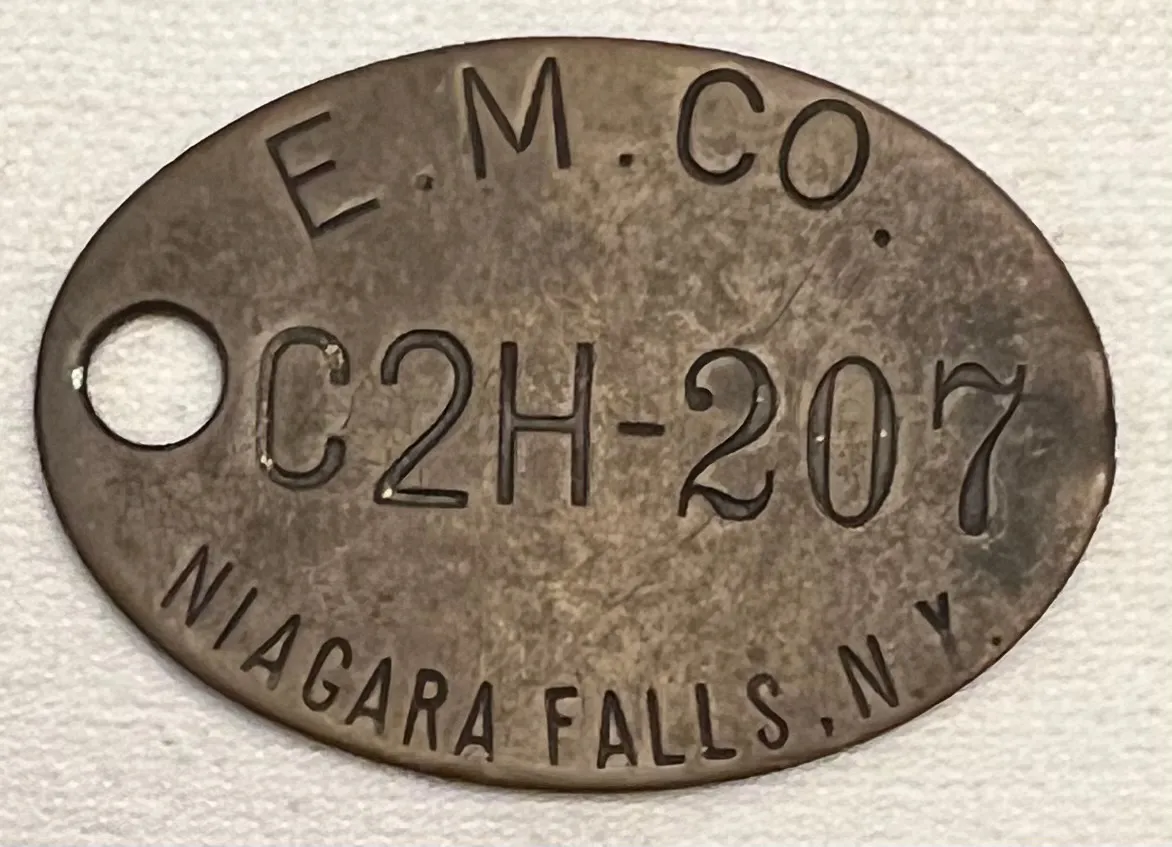 E.M.CO.
C2H-207
NIAGARA FALLS, N Y.